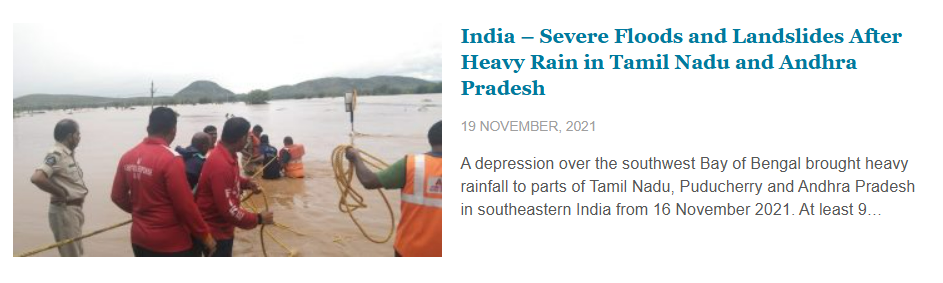 India – Severe Floods and Landslides After
Heavy Rain in Tamil Nadu and Andhra
Pradesh
19 NOVEMBER, 2021
A depression over the southwest Bay of Bengal brought heavy
rainfall to parts of Tamil Nadu, Puducherry and Andhra Pradesh
in southeastern India from 16 November 2021. At least 9…